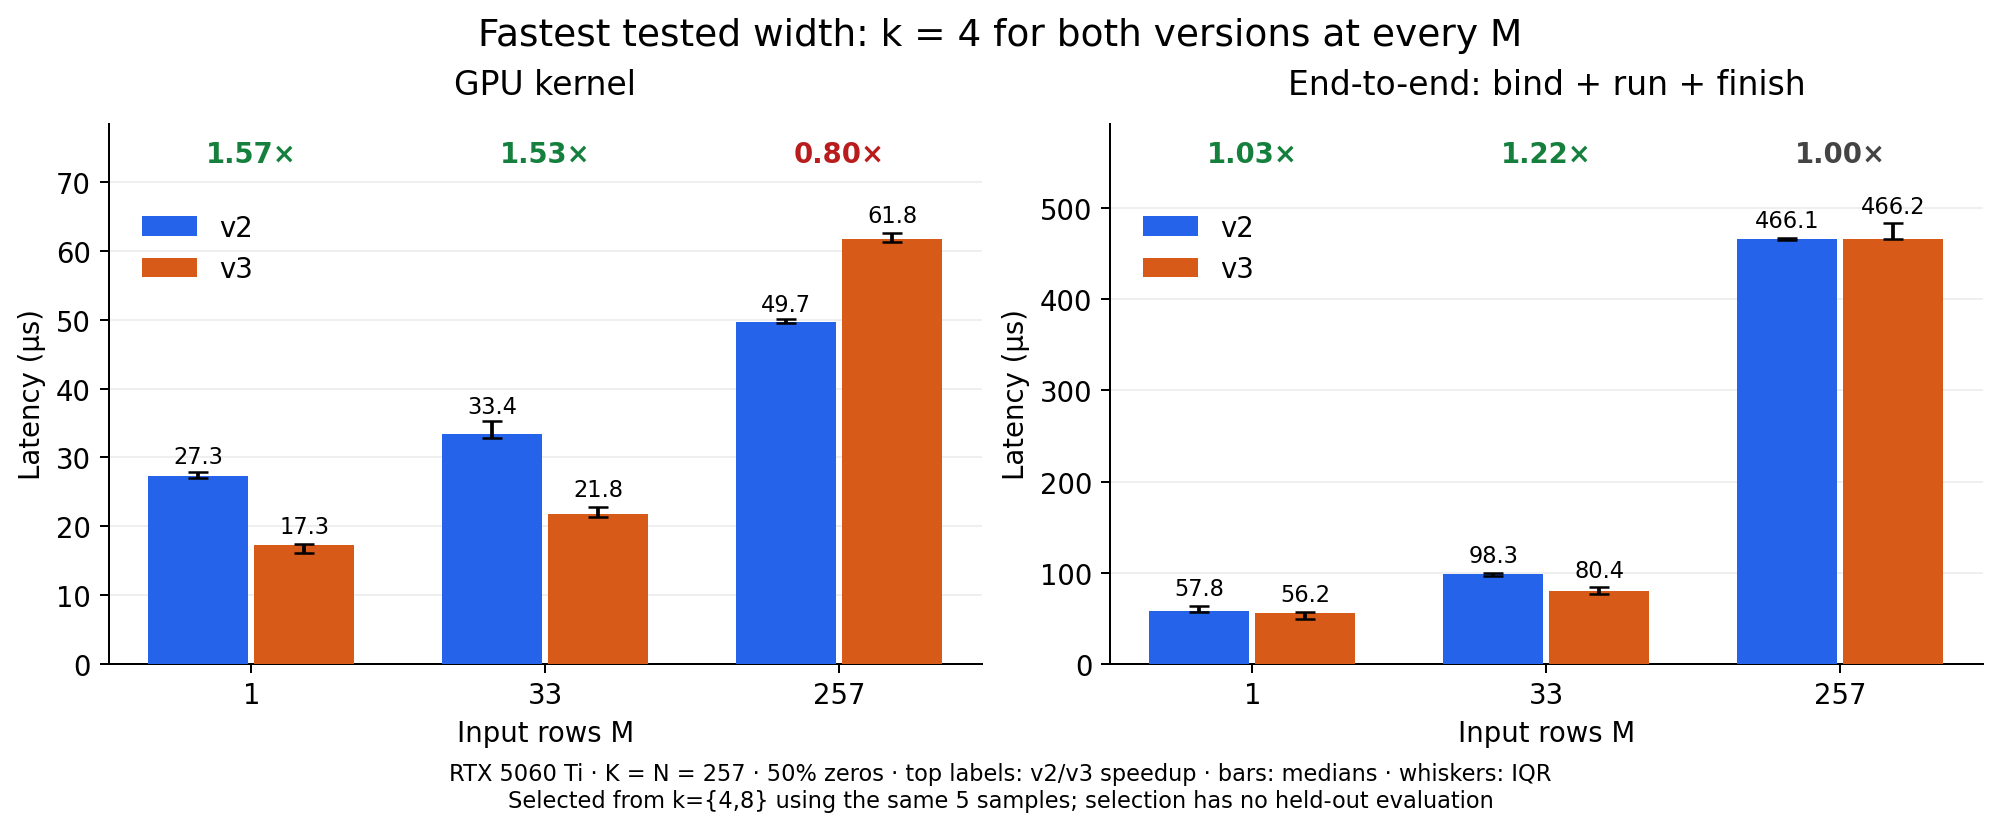 Fastest tested width: k = 4 for both versions at every M
GPU kernel
1.57×
1.53×
0.80×
v2
v3
Latency (µs)
70
60
50
40
30
20
10
0
27.3
17.3
33.4
21.8
49.7
61.8
1
33
257
Input rows M
End-to-end: bind + run + finish
1.03×
1.22×
1.00×
v2
v3
Latency (µs)
500
400
300
200
100
0
57.8
56.2
98.3
80.4
466.1
466.2
1
33
257
Input rows M
RTX 5060 Ti · K = N = 257 · 50% zeros · top labels: v2/v3 speedup · bars: medians · whiskers: IQR
Selected from k={4,8} using the same 5 samples; selection has no held-out evaluation